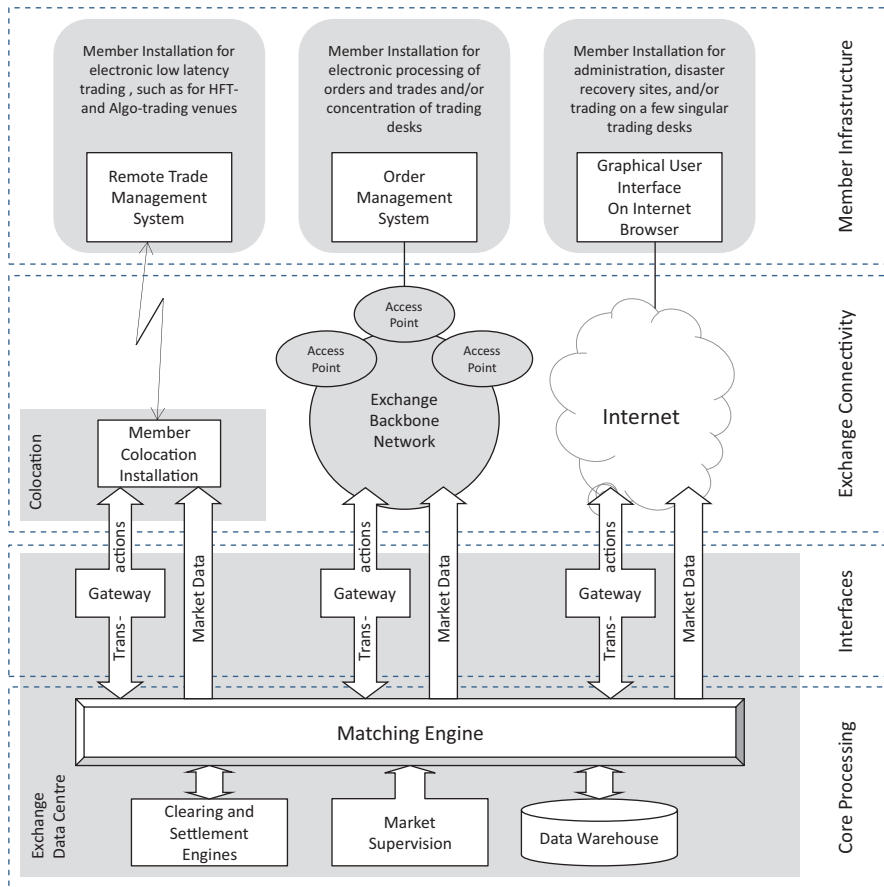 Member Installation for
electronic low latency
trading , such as for HFT-
and Algo-trading venues
Remote Trade
Management
System
Member Installation for
electronic processing of
orders and trades and/or
concentration of trading
desks
Order
Management
System
Member Installation for
administration, disaster
recovery sites, and/or
trading on a few singular
trading desks
Graphical User
Interface
On Internet
Browser
Member Infrastructure
Access
Point
Access
Point
Access
Point
Exchange
Backbone
Network
Internet
Member
Colocation
Installation
Colocation
Exchange Connectivity
Trans- actions
Gateway
Market Data
Trans- actions
Gateway
Market Data
Trans- actions
Gateway
Market Data
Interfaces
Matching Engine
Clearing and
Settlement
Engines
Market
Supervision
Data Warehouse
Exchange
Data Centre
Core Processing